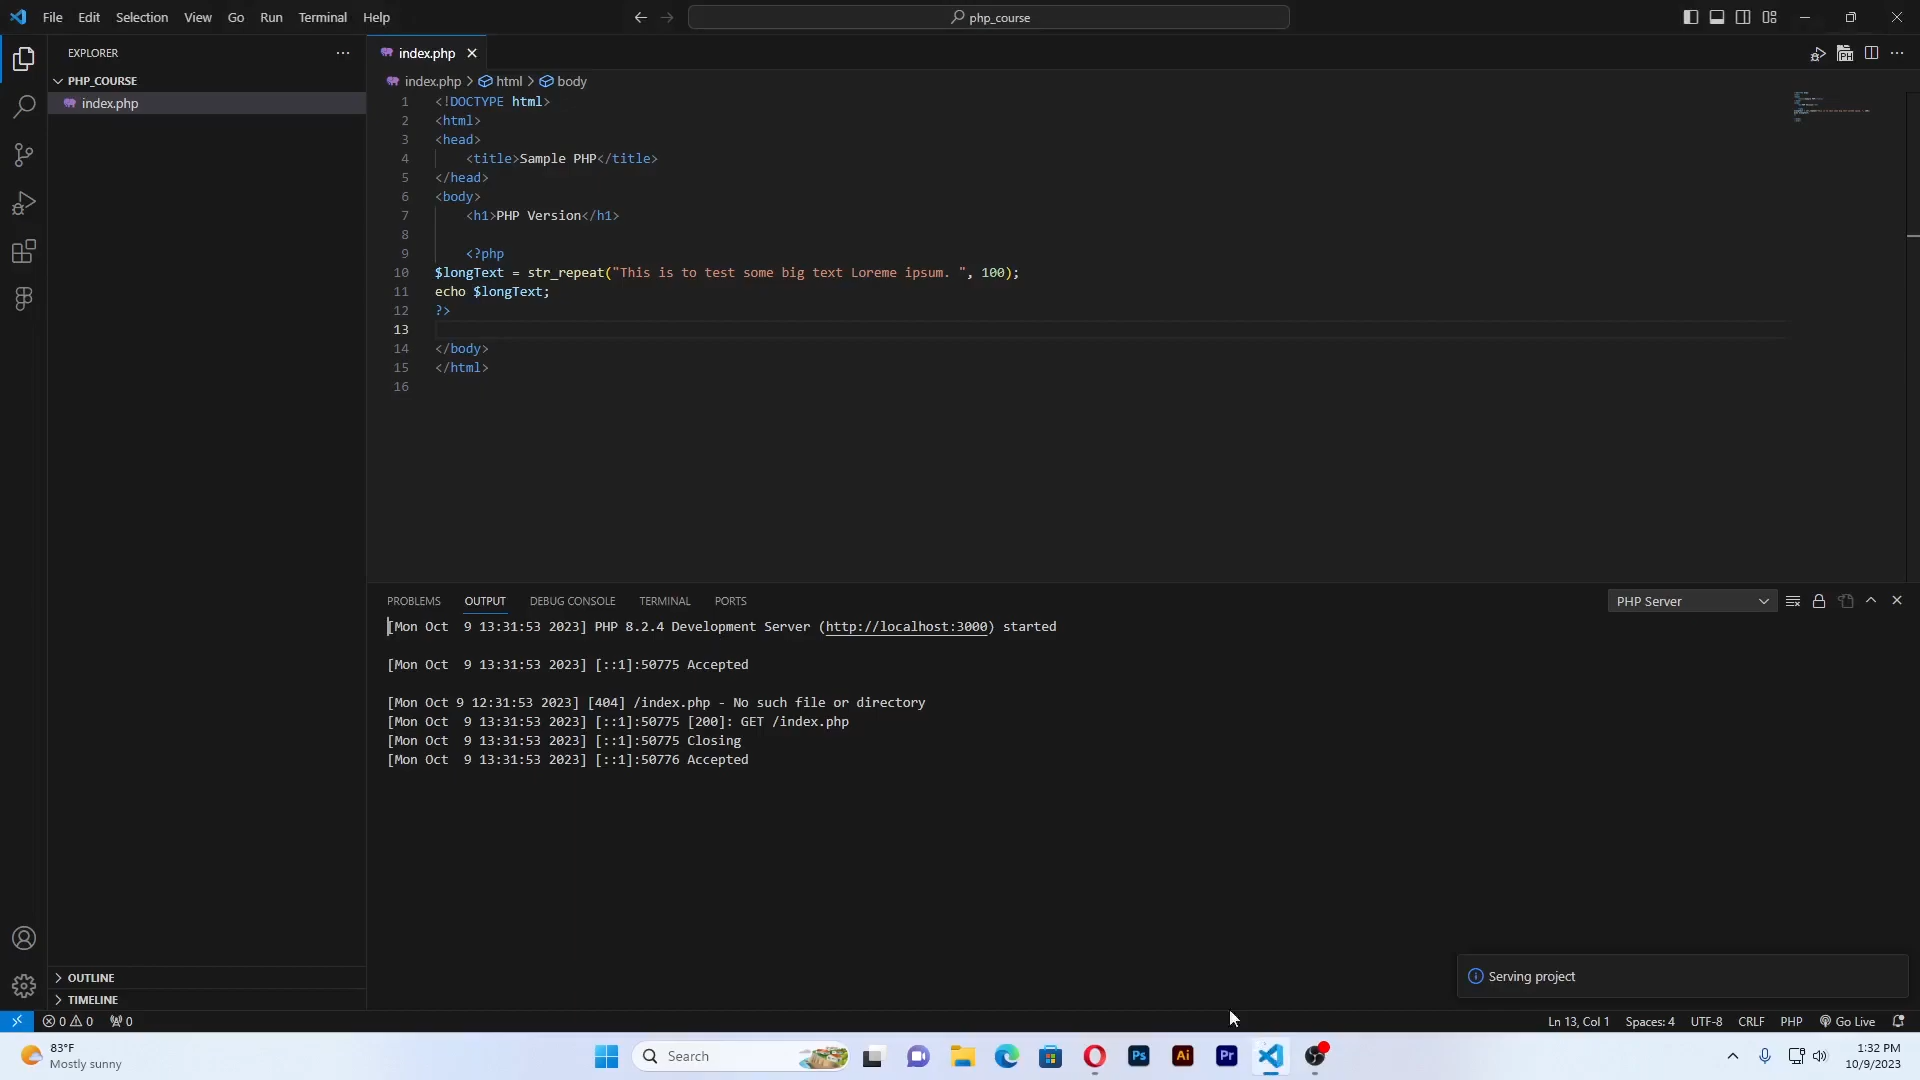 File Edit Selection View Go Run Terminal Help
php_course
EXPLORER
PHP_COURSE
index.php
index.php
index.php > html > body
1 <!DOCTYPE html>
2 <html>
3 <head>
4 <title>Sample PHP</title>
5 </head>
6 <body>
7 <h1>PHP Version</h1>
8
9 <?php
10 $longText = str_repeat("This is to test some big text Loreme ipsum. ", 100);
11 echo $longText;
12 ?>
13
14 </body>
15 </html>
16
PROBLEMS OUTPUT DEBUG CONSOLE TERMINAL PORTS
PHP Server
[Mon Oct  9 13:31:53 2023] PHP 8.2.4 Development Server (http://localhost:3000) started
[Mon Oct  9 13:31:53 2023] [::1]:50775 Accepted
[Mon Oct 9 12:31:53 2023] [404] /index.php - No such file or directory
[Mon Oct  9 13:31:53 2023] [::1]:50775 [200]: GET /index.php
[Mon Oct  9 13:31:53 2023] [::1]:50775 Closing
[Mon Oct  9 13:31:53 2023] [::1]:50776 Accepted
Serving project
OUTLINE
TIMELINE
0 0 0
Ln 13, Col 1 Spaces: 4 UTF-8 CRLF PHP Go Live
83°F
Mostly sunny
Search
Ps Ai Pr
1:32 PM
10/9/2023